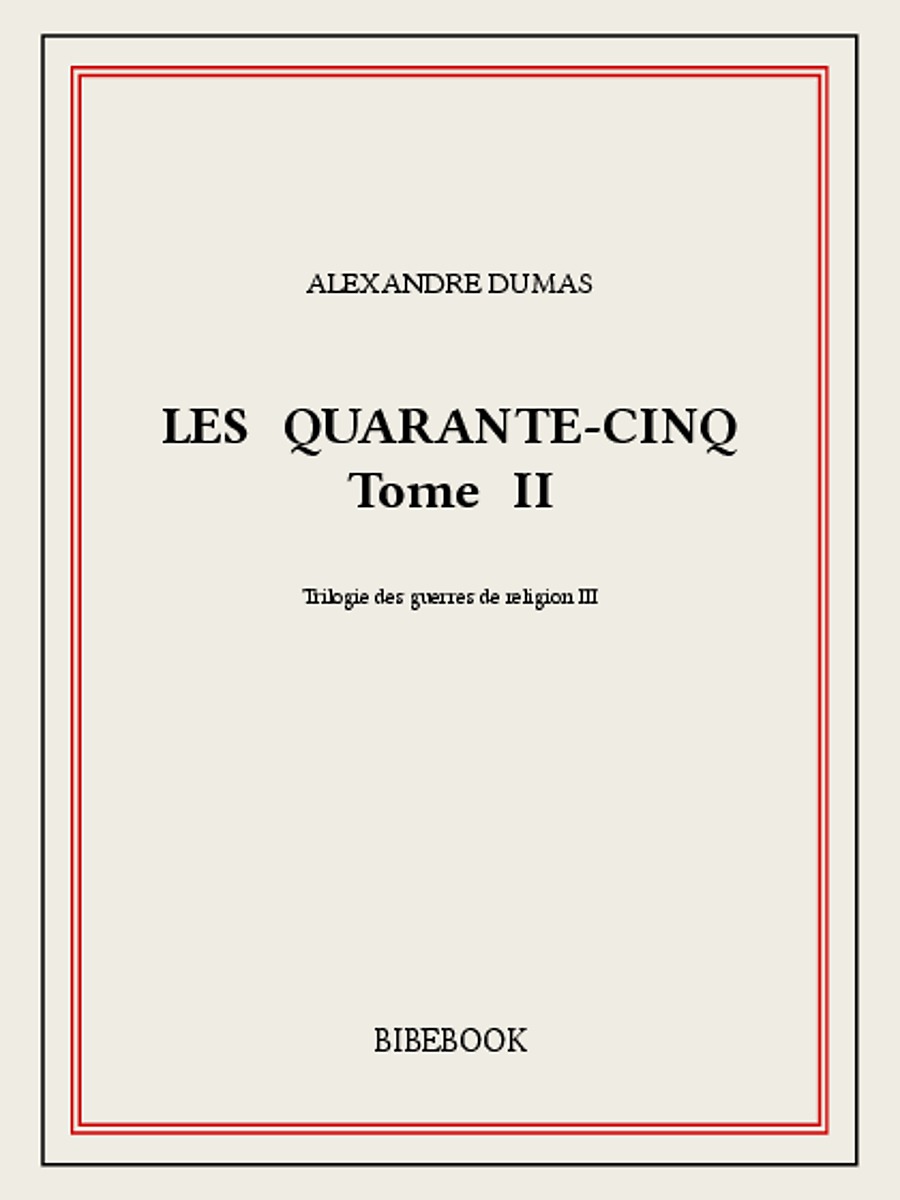 ALEXANDRE DUMAS
LES QUARANTE-CINQ
Tome II
Trilogie des guerres de religion III
BIBEBOOK